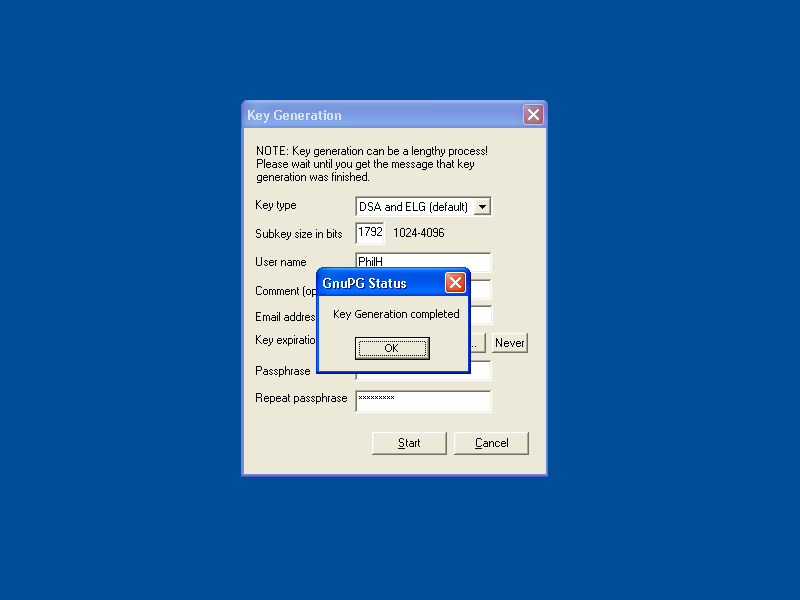 Key Generation
NOTE: Key generation can be a lengthy process!
Please wait until you get the message that key
generation was finished.
Key type
DSA and ELG (default)
Subkey size in bits
1792
1024-4096
User name
PhilH
GnuPG Status
Comment (op
Key Generation completed
Email addres
Key expiratio
..
Never
OK
Passphrase
Repeat passphrase
×××××××××
Start
Cancel